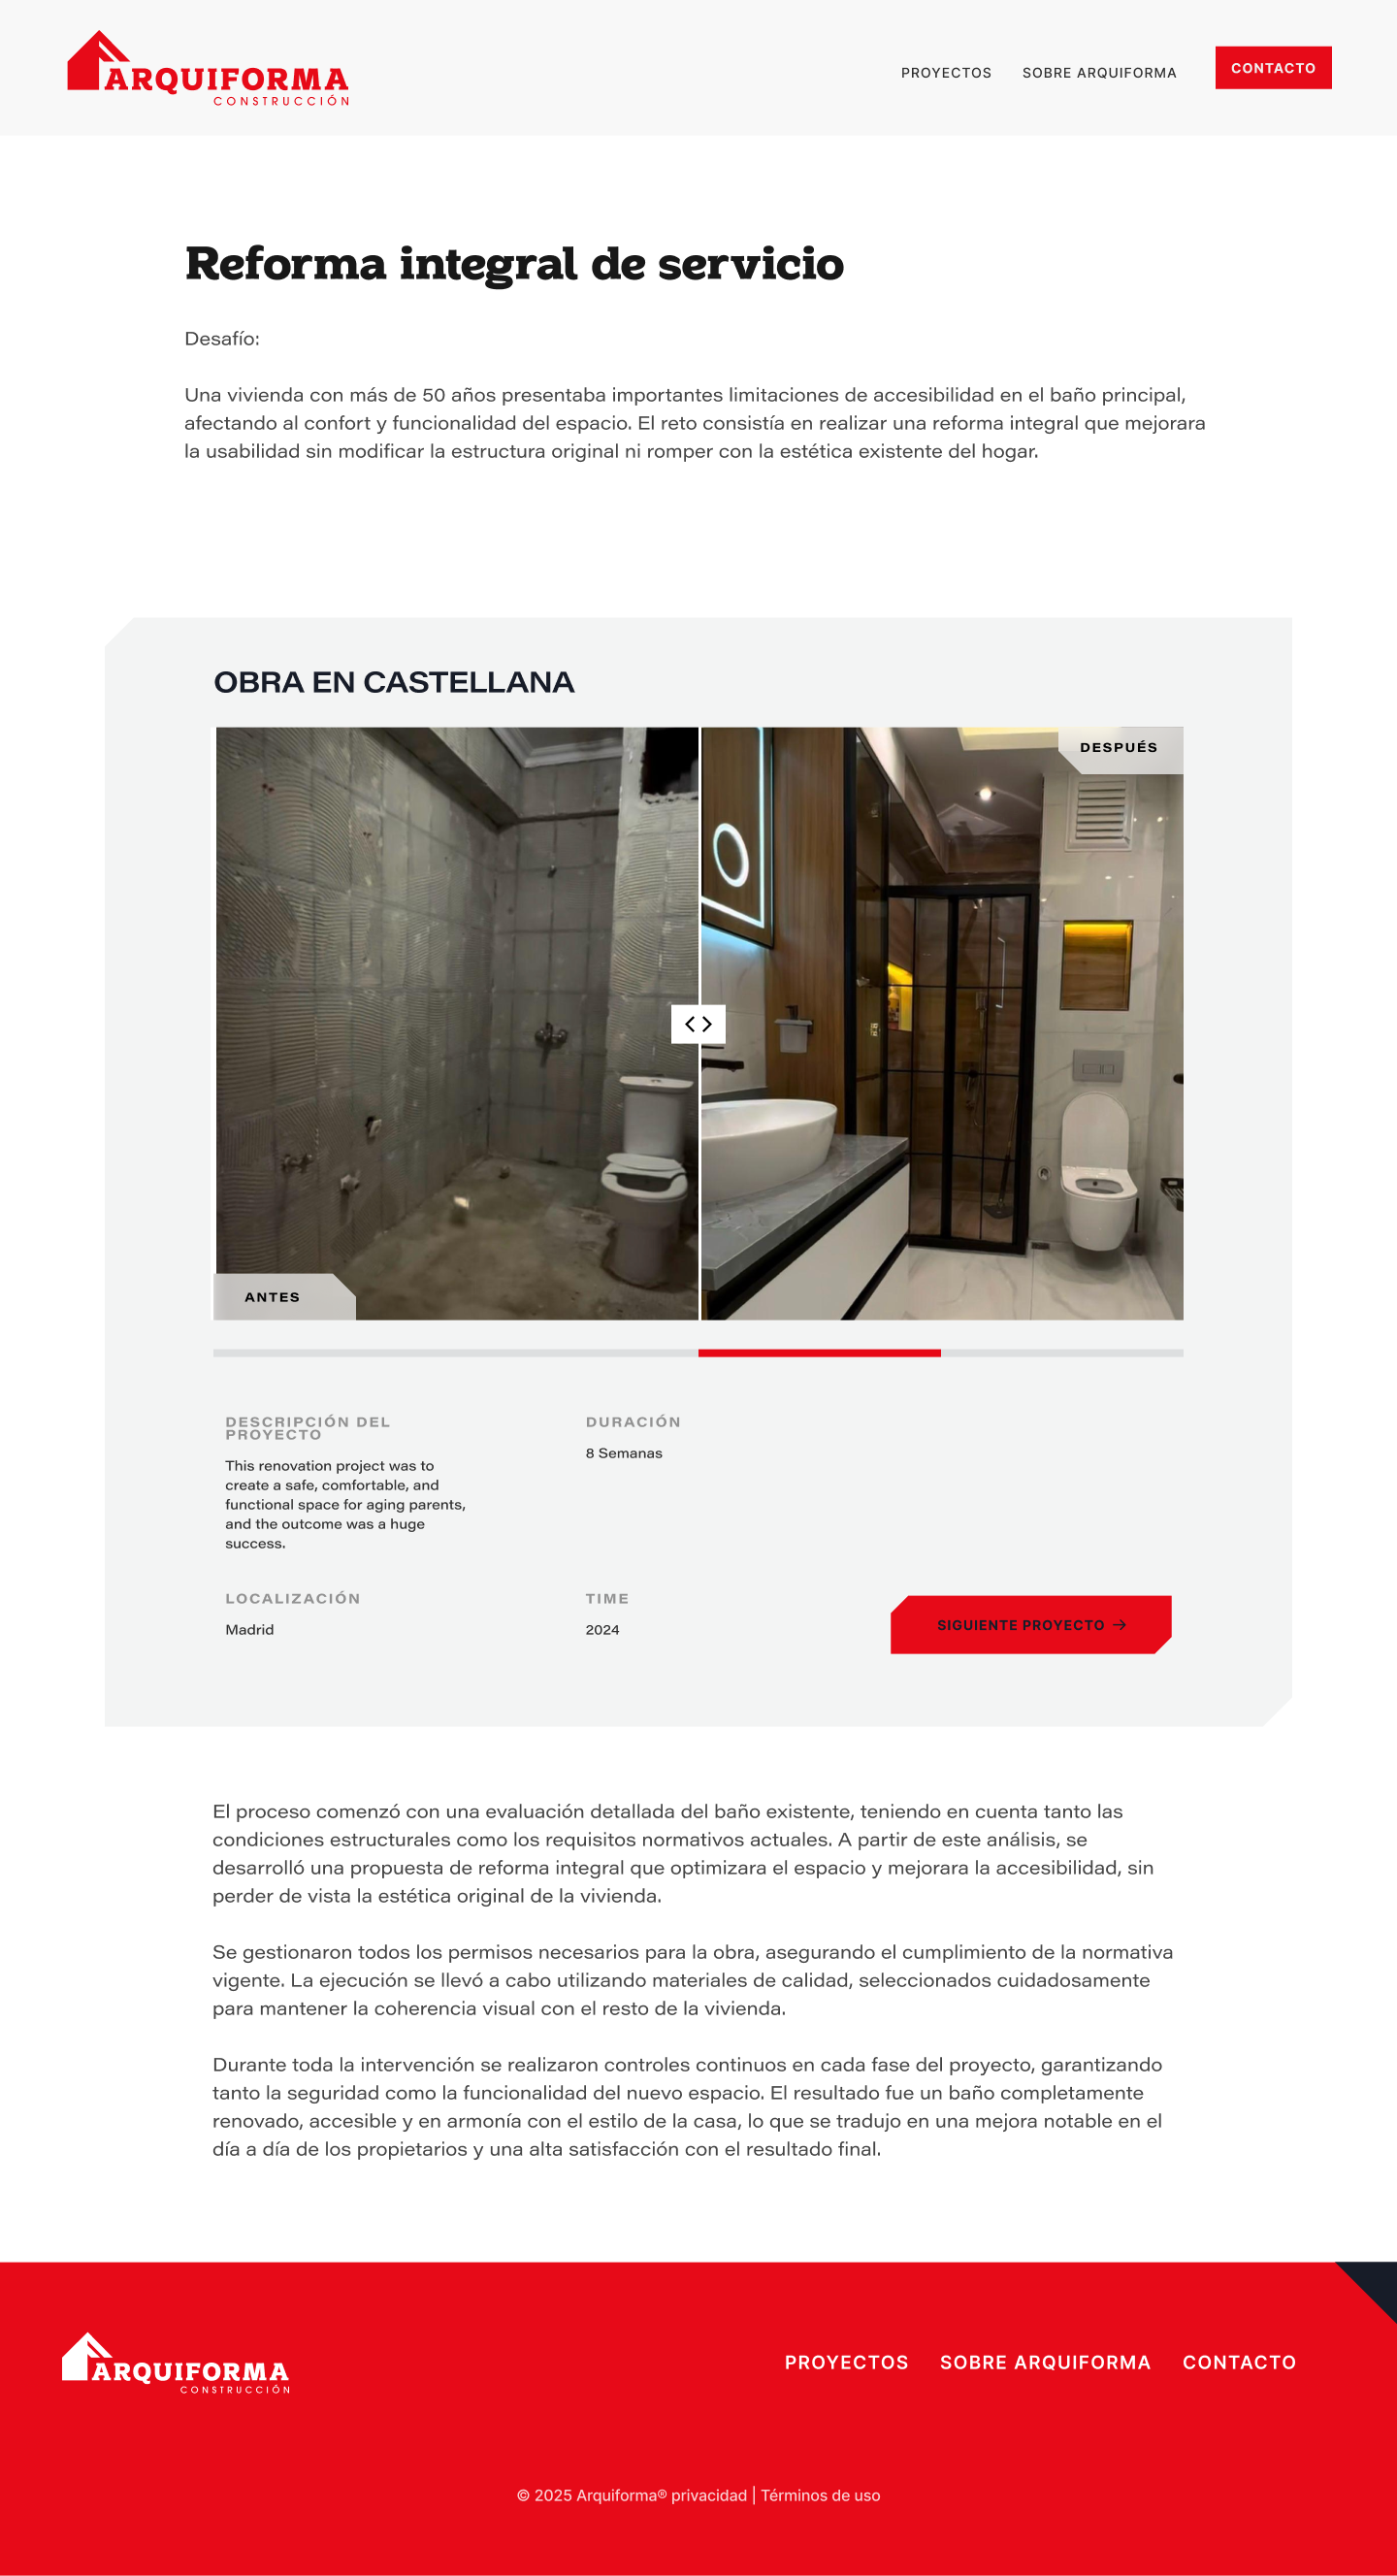 ARQUIFORMA
CONSTRUCCIÓN
PROYECTOS
SOBRE ARQUIFORMA
CONTACTO
Reforma integral de servicio
Desafío:
Una vivienda con más de 50 años presentaba importantes limitaciones de accesibilidad en el baño principal,
afectando al confort y funcionalidad del espacio. El reto consistía en realizar una reforma integral que mejorara
la usabilidad sin modificar la estructura original ni romper con la estética existente del hogar.
OBRA EN CASTELLANA
DESPUÉS
ANTES
DESCRIPCIÓN DEL
PROYECTO
This renovation project was to
create a safe, comfortable, and
functional space for aging parents,
and the outcome was a huge
success.
DURACIÓN
8 Semanas
LOCALIZACIÓN
Madrid
TIME
2024
SIGUIENTE PROYECTO →
El proceso comenzó con una evaluación detallada del baño existente, teniendo en cuenta tanto las
condiciones estructurales como los requisitos normativos actuales. A partir de este análisis, se
desarrolló una propuesta de reforma integral que optimizara el espacio y mejorara la accesibilidad, sin
perder de vista la estética original de la vivienda.
Se gestionaron todos los permisos necesarios para la obra, asegurando el cumplimiento de la normativa
vigente. La ejecución se llevó a cabo utilizando materiales de calidad, seleccionados cuidadosamente
para mantener la coherencia visual con el resto de la vivienda.
Durante toda la intervención se realizaron controles continuos en cada fase del proyecto, garantizando
tanto la seguridad como la funcionalidad del nuevo espacio. El resultado fue un baño completamente
renovado, accesible y en armonía con el estilo de la casa, lo que se tradujo en una mejora notable en el
día a día de los propietarios y una alta satisfacción con el resultado final.
ARQUIFORMA
CONSTRUCCIÓN
PROYECTOS
SOBRE ARQUIFORMA
CONTACTO
© 2025 Arquiforma® privacidad | Términos de uso